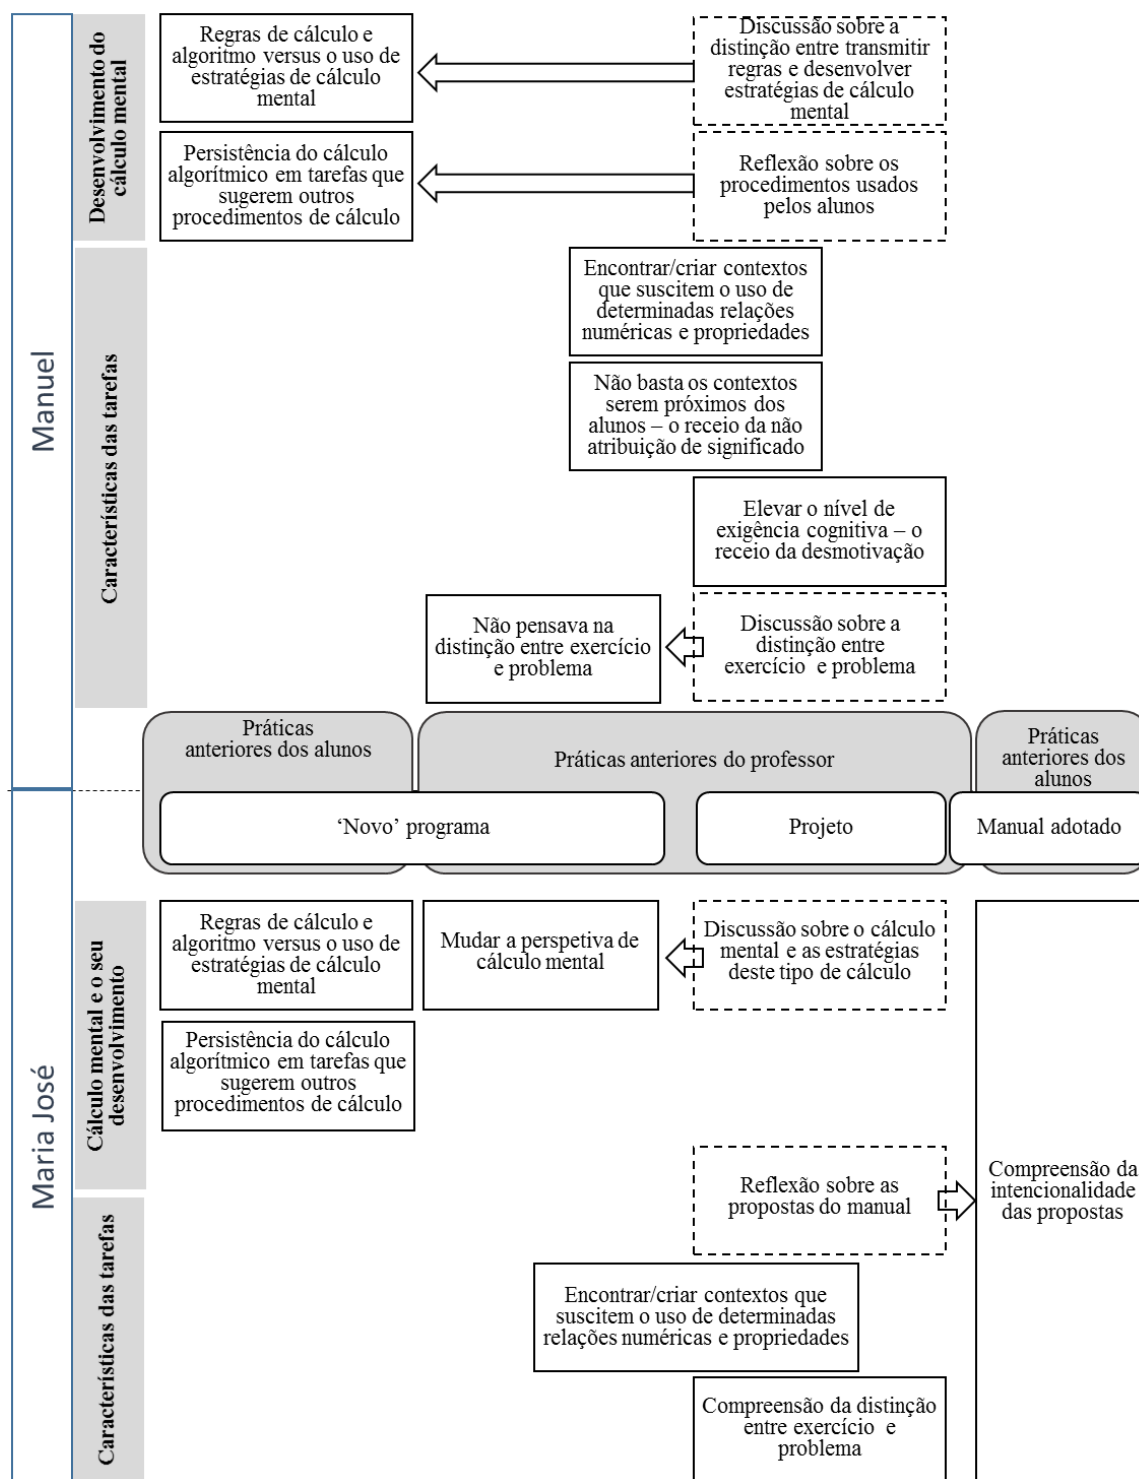 Manuel
Desenvolvimento do
cálculo mental
Regras de cálculo e
algoritmo versus o uso de
estratégias de cálculo
mental
Discussão sobre a
distinção entre transmitir
regras e desenvolver
estratégias de cálculo
mental
Persistência do cálculo
algorítmico em tarefas que
sugerem outros
procedimentos de cálculo
Reflexão sobre os
procedimentos usados
pelos alunos
Características das tarefas
Encontrar/criar contextos
que suscitem o uso de
determinadas relações
numéricas e propriedades
Não basta os contextos
serem próximos dos
alunos – o receio da não
atribuição de significado
Elevar o nível de
exigência cognitiva – o
receio da desmotivação
Não pensava na
distinção entre exercício
e problema
Discussão sobre a
distinção entre
exercício e problema
Práticas
anteriores dos alunos
Práticas anteriores do professor
Práticas
anteriores dos
alunos
‘Novo’ programa
Projeto
Manual adotado
Maria José
Cálculo mental e o seu
desenvolvimento
Regras de cálculo e
algoritmo versus o uso de
estratégias de cálculo
mental
Mudar a perspetiva de
cálculo mental
Discussão sobre o cálculo
mental e as estratégias
deste tipo de cálculo
Persistência do cálculo
algorítmico em tarefas que
sugerem outros
procedimentos de cálculo
Reflexão sobre as
propostas do manual
Compreensão da
intencionalidade
das propostas
Características das tarefas
Encontrar/criar contextos que
suscitem o uso de determinadas
relações numéricas e propriedades
Compreensão da distinção
entre exercício e
problema